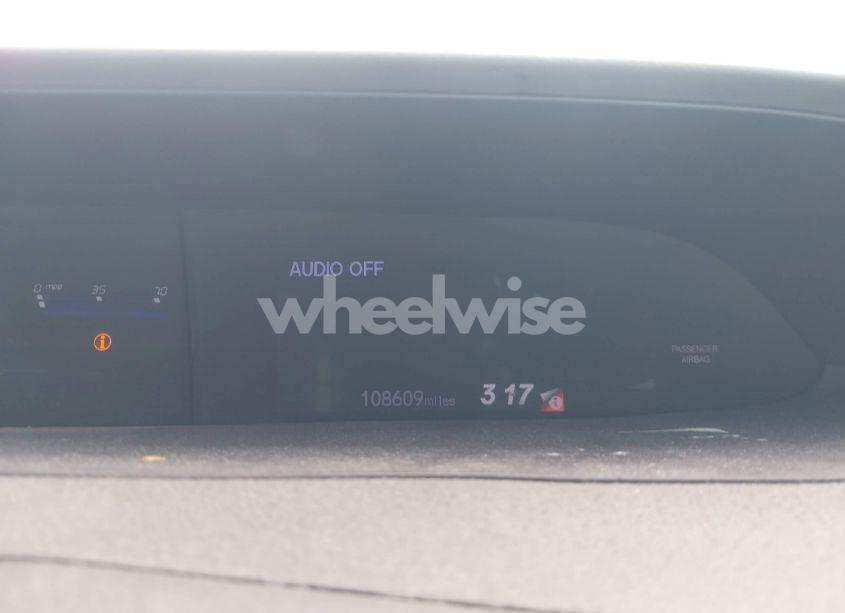 AUDIO OFF
0 mpg 35 70
wheelwise
i
PASSENGER
AIRBAG
108609 miles 3 17 i